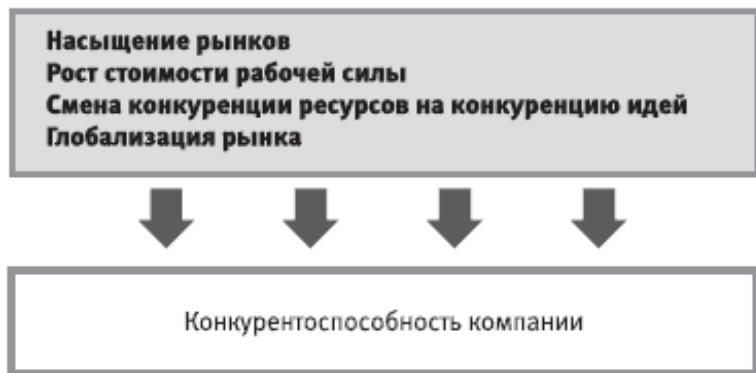 Насыщение рынков
Рост стоимости рабочей силы
Смена конкуренции ресурсов на конкуренцию идей
Глобализация рынка
Конкурентоспособность компании